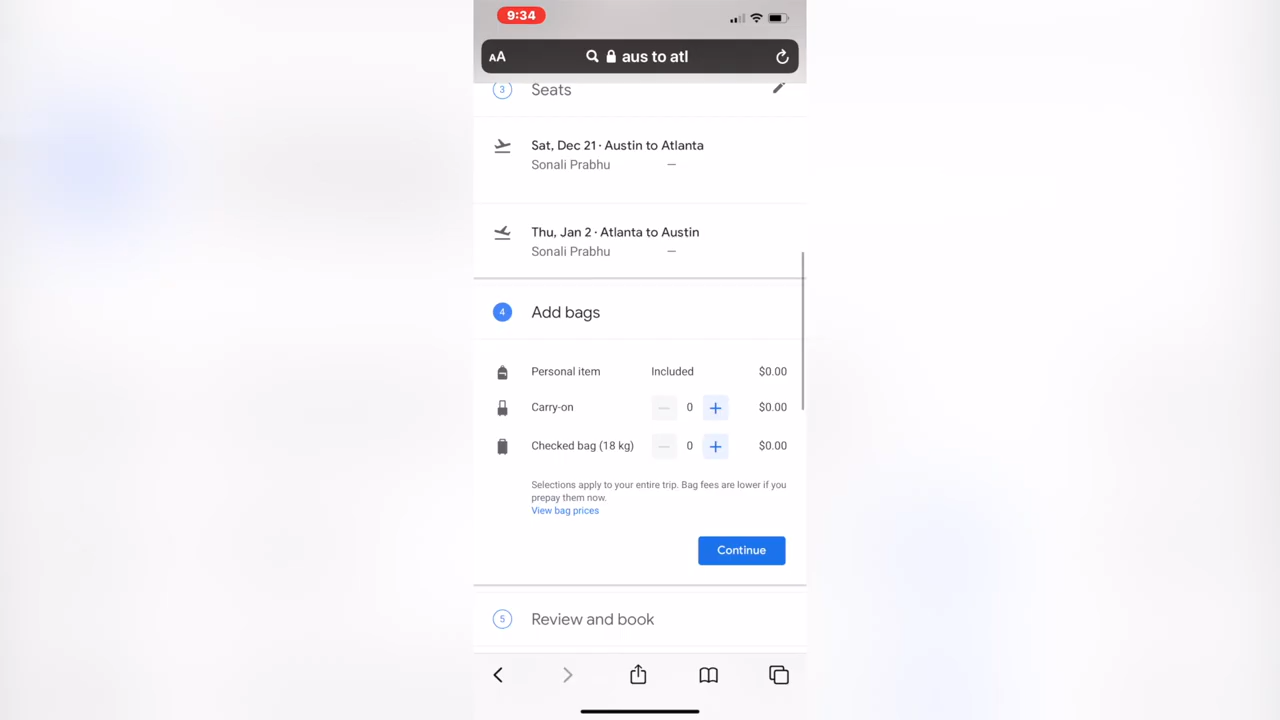 9:34
AA aus to atl
3 Seats
Sat, Dec 21 · Austin to Atlanta
Sonali Prabhu –
Thu, Jan 2 · Atlanta to Austin
Sonali Prabhu –
4 Add bags
Personal item Included $0.00
Carry-on − 0 + $0.00
Checked bag (18 kg) − 0 + $0.00
Selections apply to your entire trip. Bag fees are lower if you
prepay them now.
View bag prices
Continue
5 Review and book